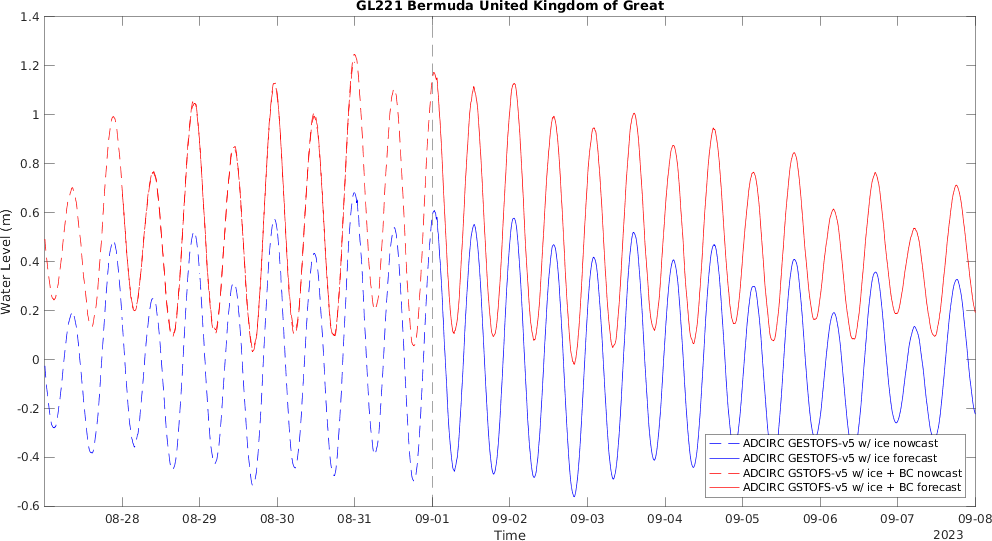 GL221 Bermuda United Kingdom of Great
Water Level (m)
1.4
1.2
1
0.8
0.6
0.4
0.2
0
-0.2
-0.4
-0.6
ADCIRC GESTOFS-v5 w/ ice nowcast
ADCIRC GESTOFS-v5 w/ ice forecast
ADCIRC GSTOFS-v5 w/ ice + BC nowcast
ADCIRC GSTOFS-v5 w/ ice + BC forecast
08-28 08-29 08-30 08-31 09-01 09-02 09-03 09-04 09-05 09-06 09-07 09-08
Time
2023